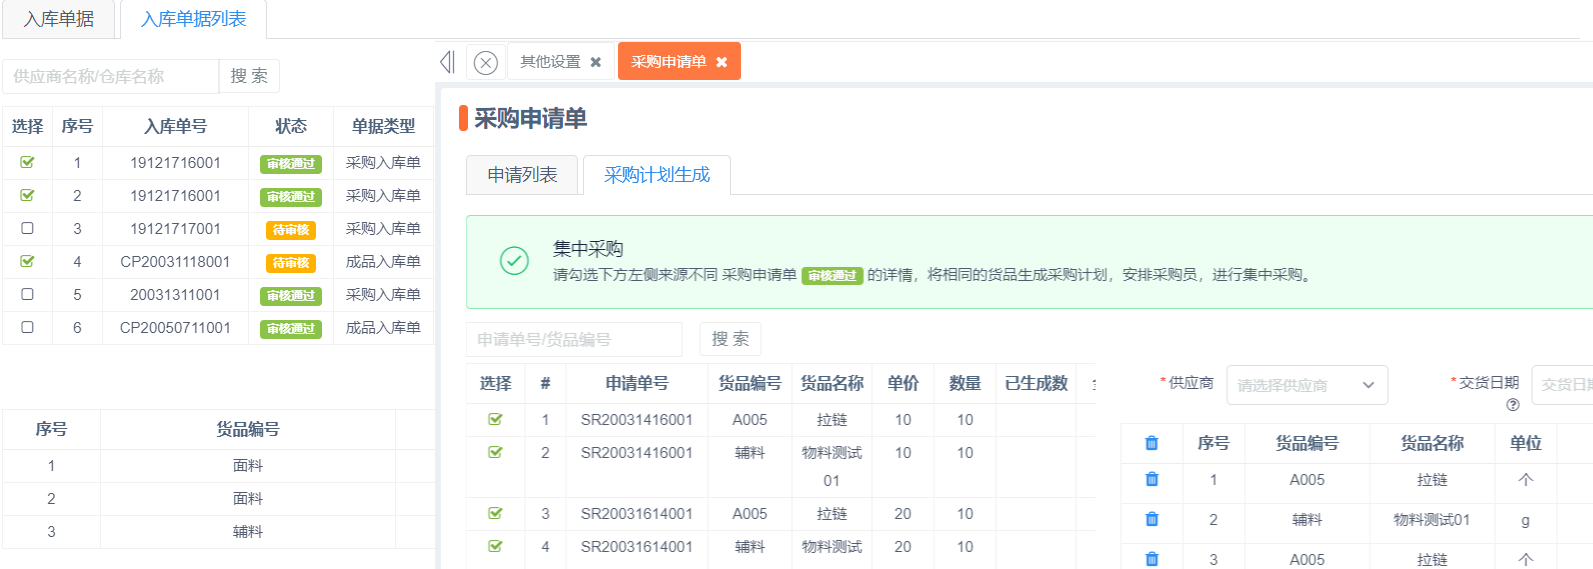 入库单据 入库单据列表
供应商名称/仓库名称 搜 索
选择 序号 入库单号 状态 单据类型
1 19121716001 审核通过 采购入库单
2 19121716001 审核通过 采购入库单
3 19121717001 待审核 采购入库单
4 CP20031118001 待审核 成品入库单
5 20031311001 审核通过 采购入库单
6 CP20050711001 审核通过 成品入库单
序号 货品编号
1 面料
2 面料
3 辅料
其他设置 采购申请单
采购申请单
申请列表 采购计划生成
集中采购
请勾选下方左侧来源不同 采购申请单 审核通过 的详情，将相同的货品生成采购计划，安排采购员，进行集中采购。
申请单号/货品编号 搜 索
选择 # 申请单号 货品编号 货品名称 单价 数量 已生成数
1 SR20031416001 A005 拉链 10 10
2 SR20031416001 辅料 物料测试 10 10
01
3 SR20031614001 A005 拉链 20 10
4 SR20031614001 辅料 物料测试 20 10
*供应商 请选择供应商 *交货日期 交货日
序号 货品编号 货品名称 单位
1 A005 拉链 个
2 辅料 物料测试01 g
3 A005 拉链 个